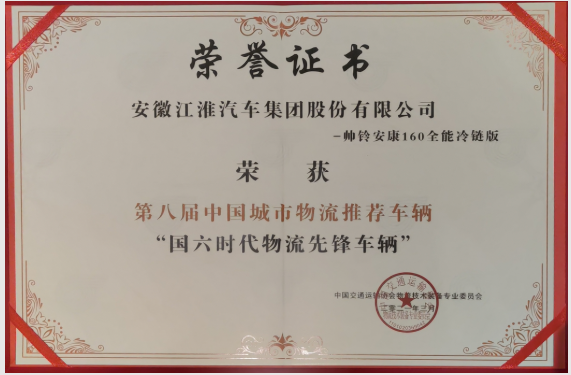 荣誉证书
安徽江淮汽车集团股份有限公司
-帅铃安康160全能冷链版
荣 获
第八届中国城市物流推荐车辆
“国六时代物流先锋车辆”
中国交通运输协会物流技术装备专业委员会